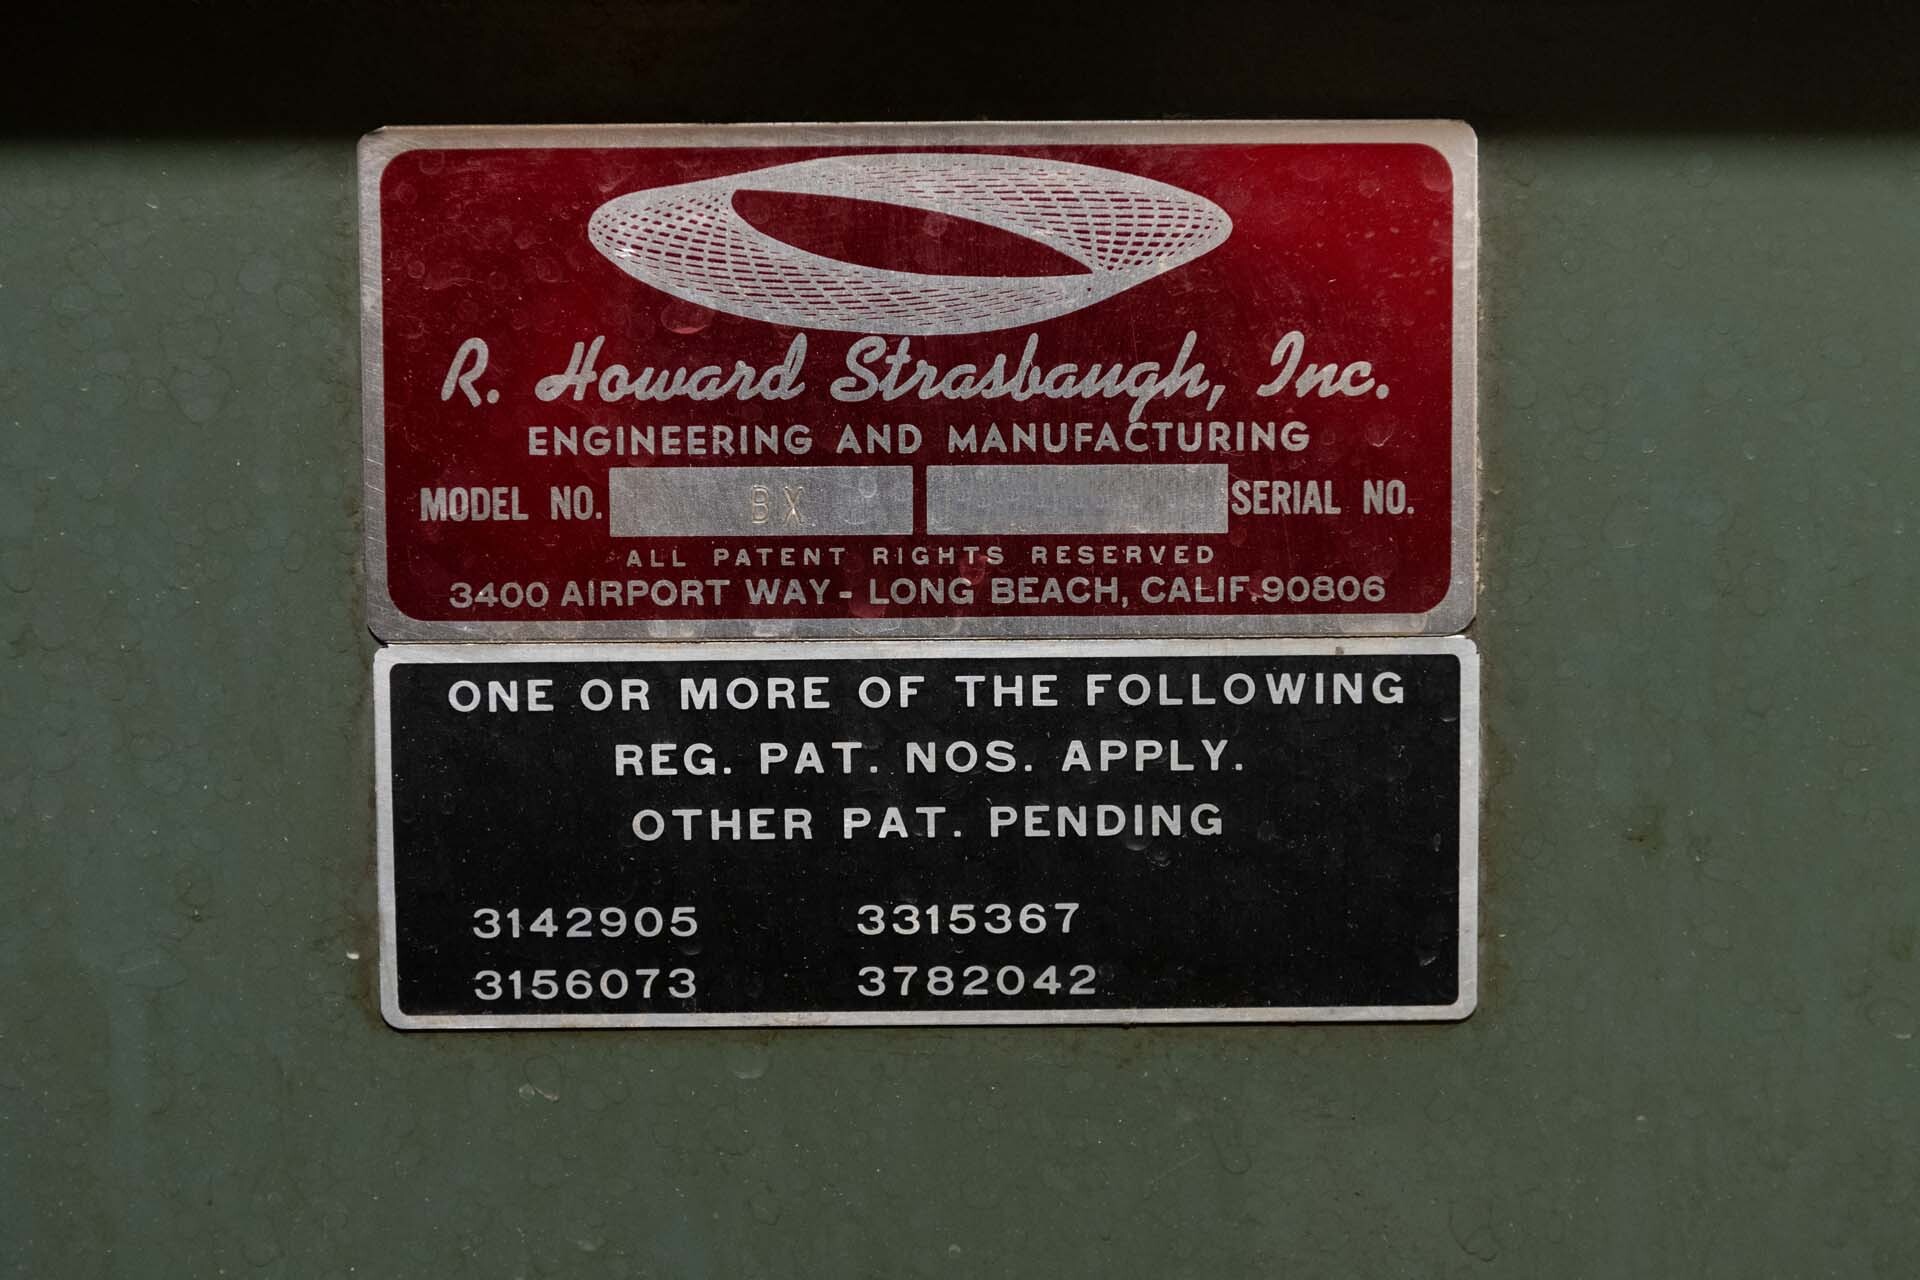 R. Howard Strasbaugh, Inc.
ENGINEERING AND MANUFACTURING
MODEL NO. BX SERIAL NO.
ALL PATENT RIGHTS RESERVED
3400 AIRPORT WAY - LONG BEACH, CALIF. 90806
ONE OR MORE OF THE FOLLOWING
REG. PAT. NOS. APPLY.
OTHER PAT. PENDING
3142905 3315367
3156073 3782042